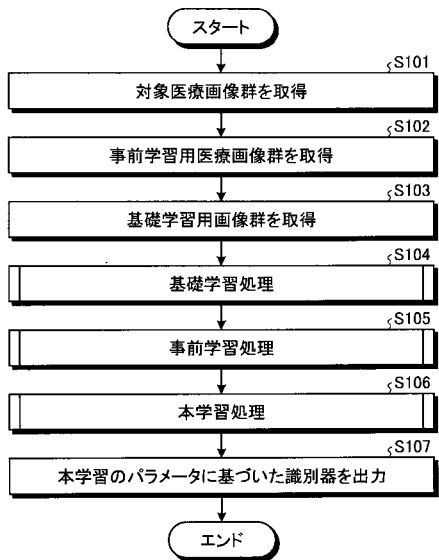 スタート
S101
対象医療画像群を取得
S102
事前学習用医療画像群を取得
S103
基礎学習用画像群を取得
S104
基礎学習処理
S105
事前学習処理
S106
本学習処理
S107
本学習のパラメータに基づいた識別器を出力
エンド